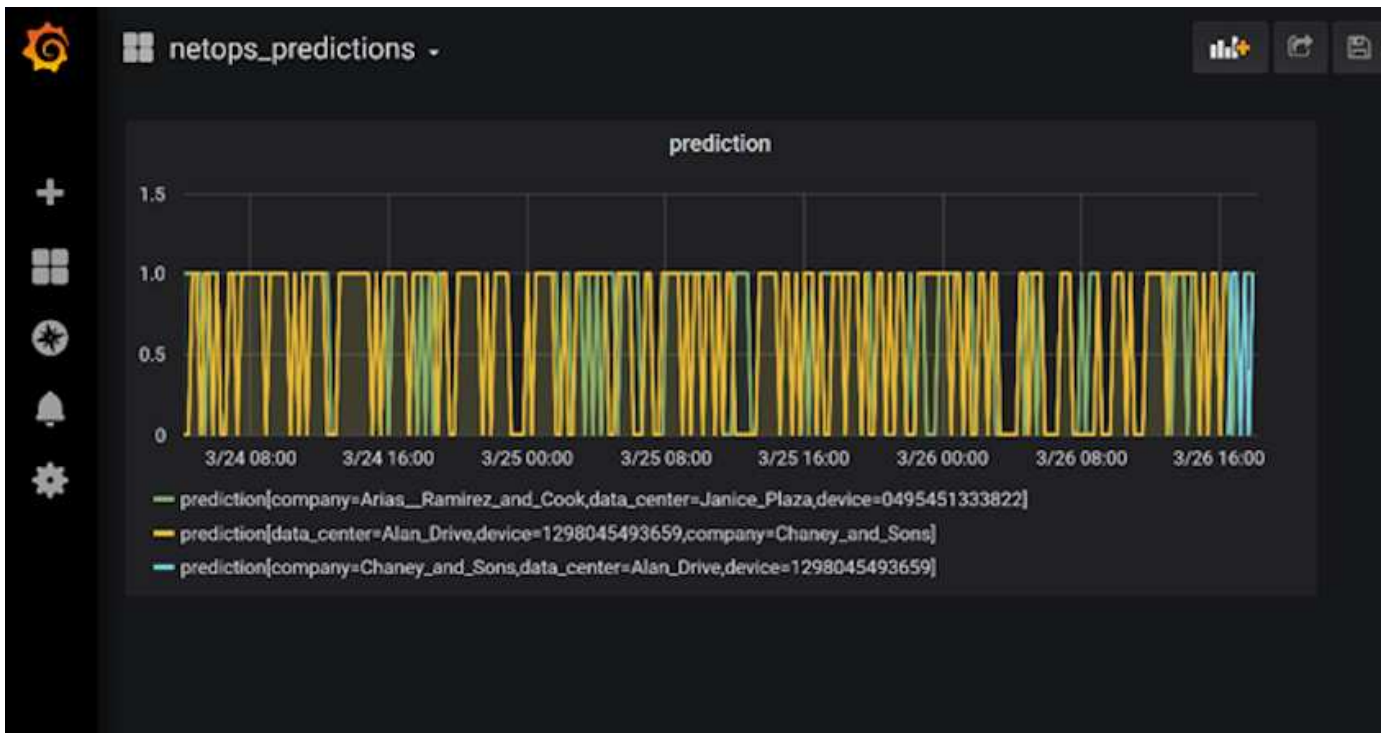 netops_predictions
prediction
1.5
1.0
0.5
0
3/24 08:00 3/24 16:00 3/25 00:00 3/25 08:00 3/25 16:00 3/26 00:00 3/26 08:00 3/26 16:00
prediction[company=Arias__Ramirez_and_Cook,data_center=Janice_Plaza,device=0495451333822]
prediction[data_center=Alan_Drive,device=1298045493659,company=Chaney_and_Sons]
prediction[company=Chaney_and_Sons,data_center=Alan_Drive,device=1298045493659]